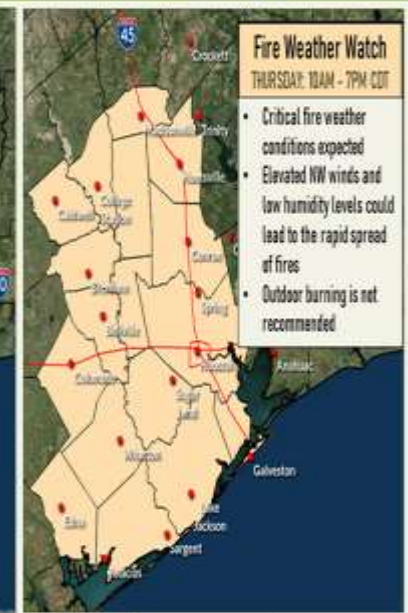 45
Crockett
Fire Weather Watch
THURSDAY: 10AM - 7PM CDT
• Critical fire weather
conditions expected
• Elevated NW winds and
low humidity levels could
lead to the rapid spread
of fires
• Outdoor burning is not
recommended
Madisonville
Trinity
Huntsville
College
Station
Caldwell
Conroe
Brenham
Spring
Bellville
Houston
Anahuac
Columbus
Sugar
Land
Wharton
Galveston
Edna
Lake
Jackson
Sargent
Palacios